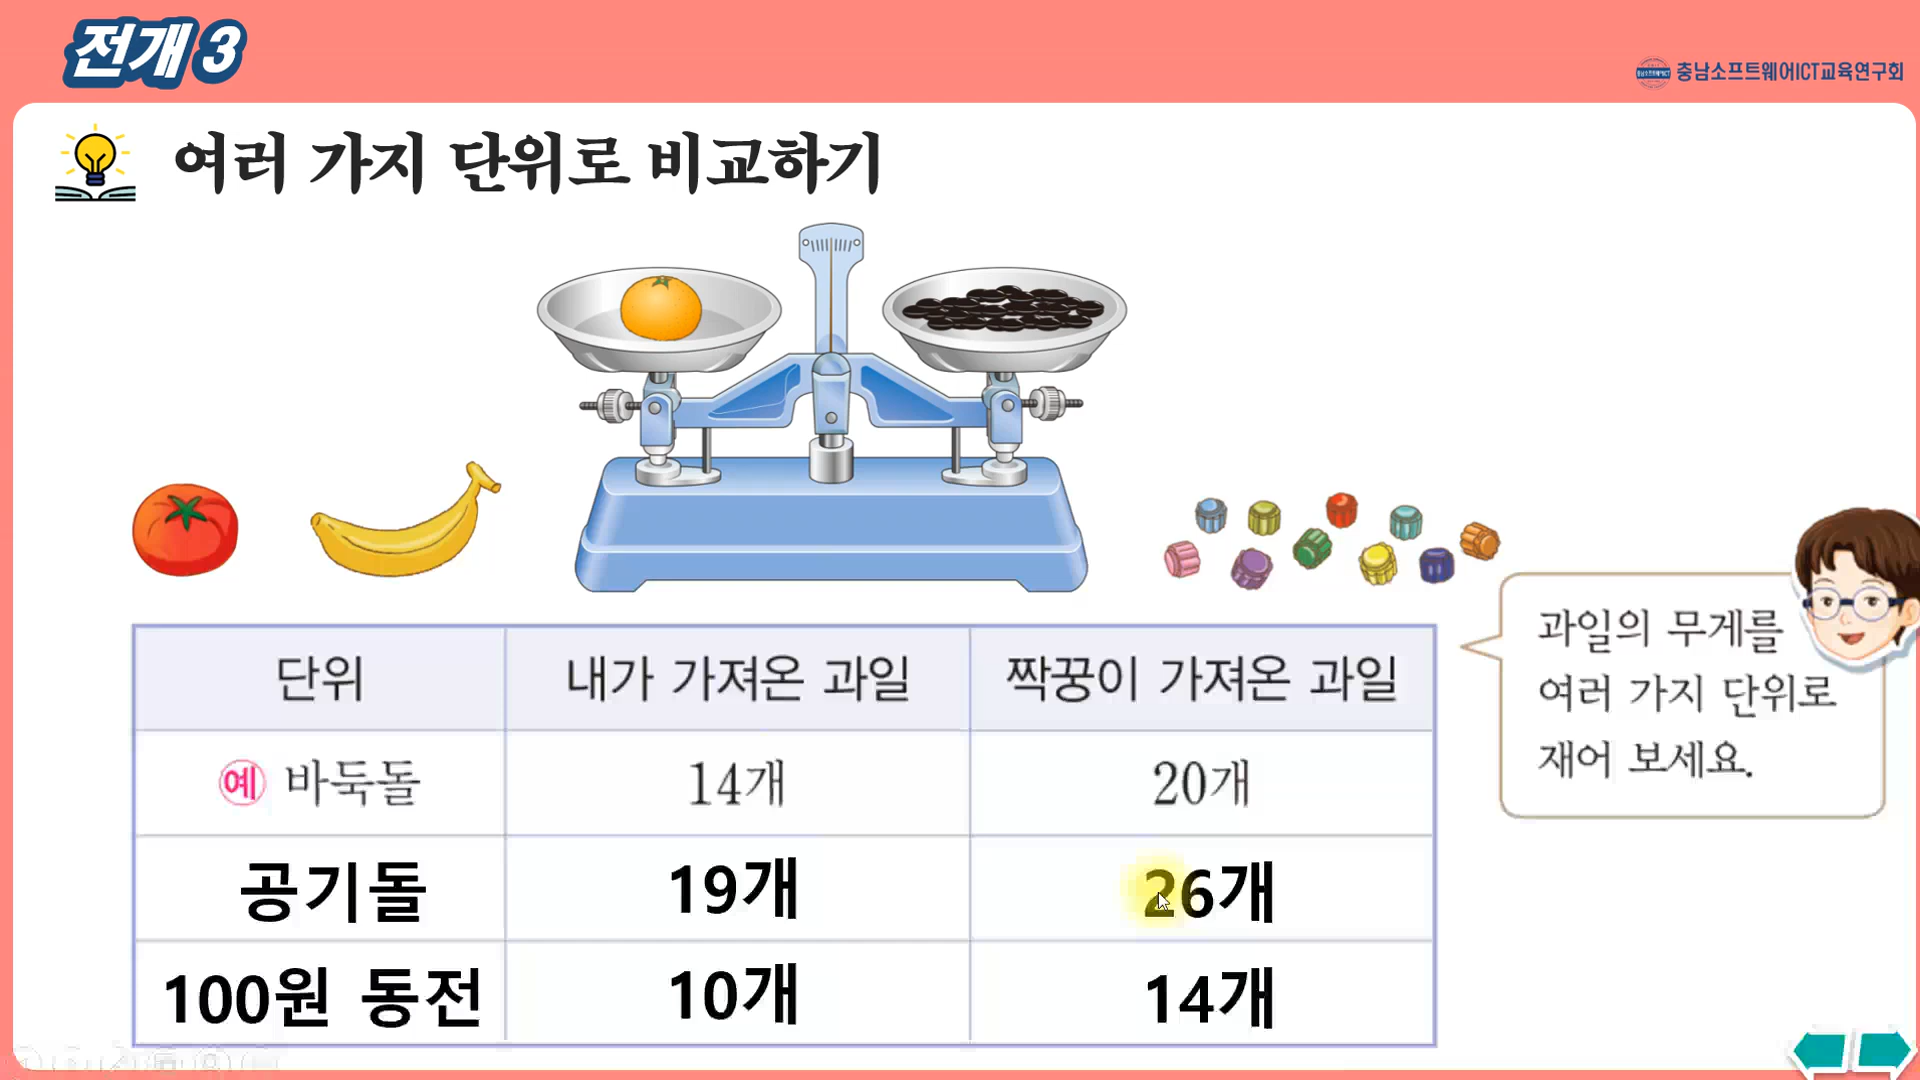 전개 3
충남소프트웨어ICT교육연구회
여러 가지 단위로 비교하기
과일의 무게를
여러 가지 단위로
재어 보세요.
단위 내가 가져온 과일 짝꿍이 가져온 과일
예 바둑돌 14개 20개
공기돌 19개 26개
100원 동전 10개 14개